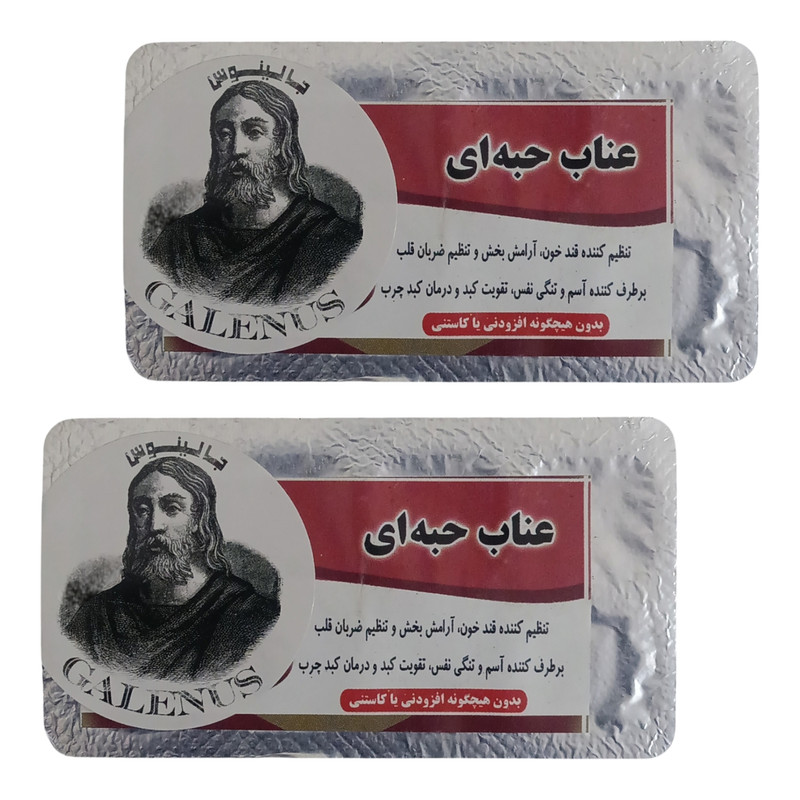 جالینوس
عناب حبه‌ای
تنظیم کننده قند خون، آرامش بخش و تنظیم ضربان قلب
برطرف کننده آسم و تنگی نفس، تقویت کبد و درمان کبد چرب
بدون هیچگونه افزودنی یا کاستنی
GALENUS
جالینوس
عناب حبه‌ای
تنظیم کننده قند خون، آرامش بخش و تنظیم ضربان قلب
برطرف کننده آسم و تنگی نفس، تقویت کبد و درمان کبد چرب
بدون هیچگونه افزودنی یا کاستنی
GALENUS